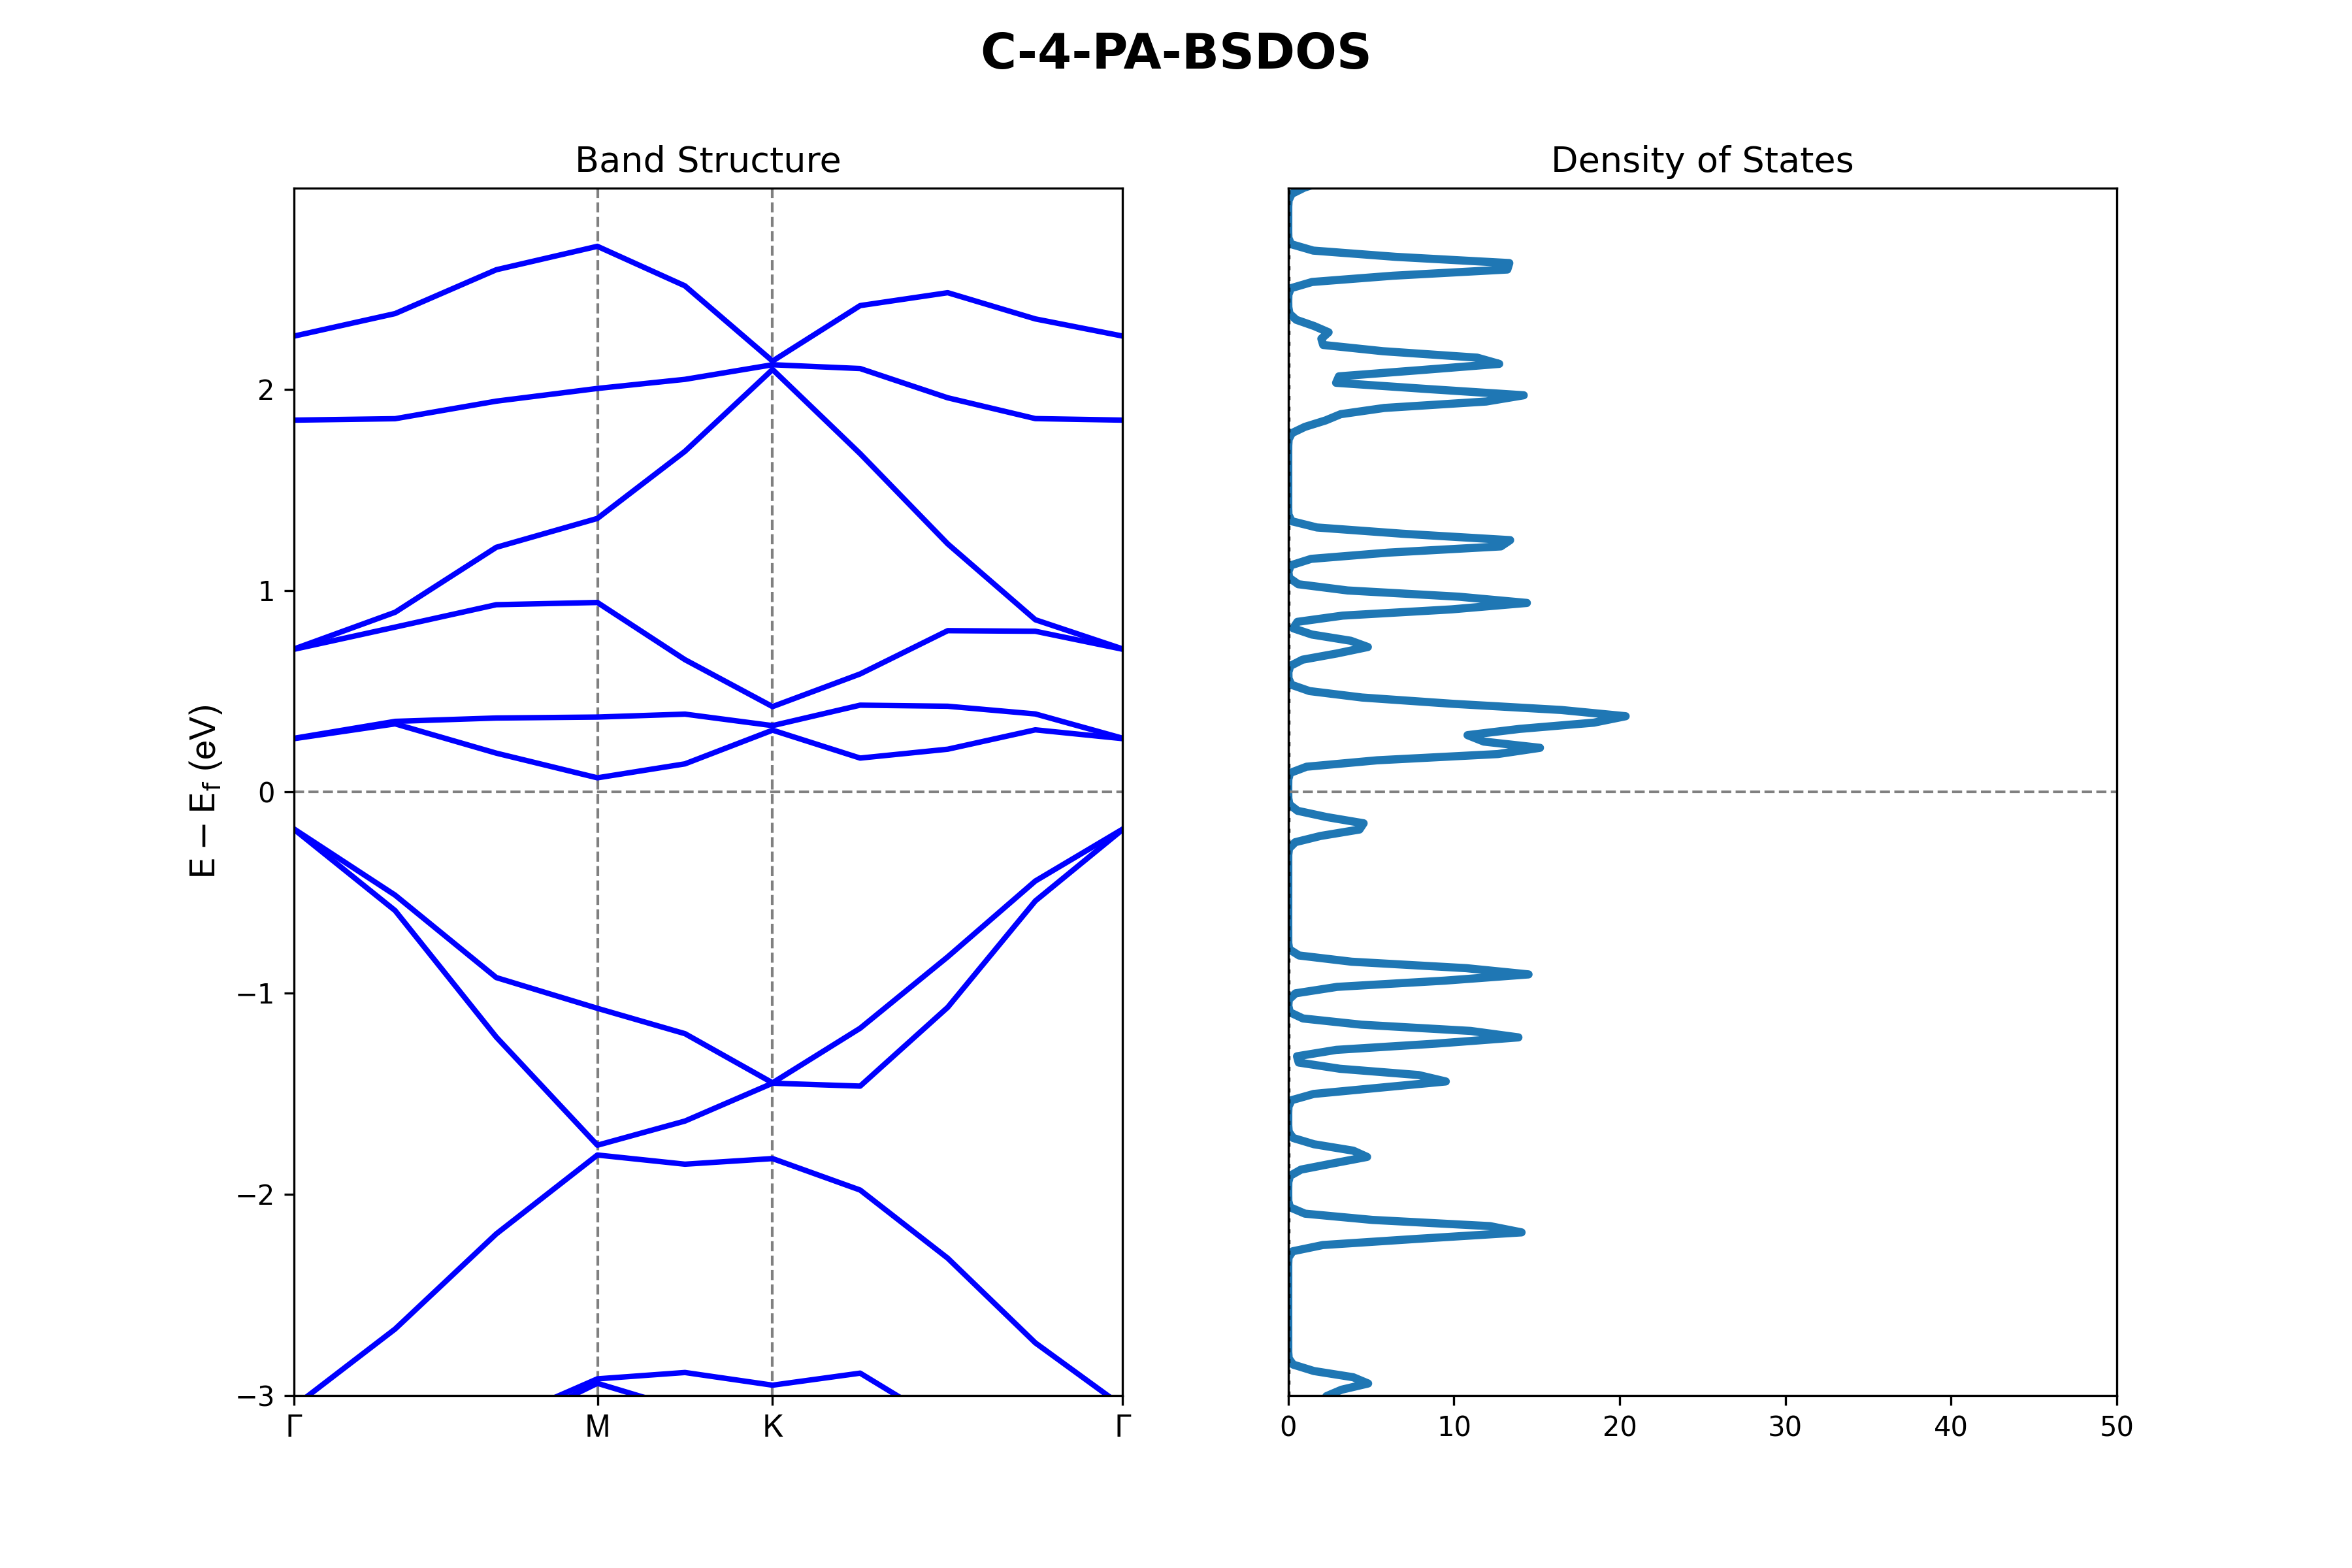 C-4-PA-BSDOS
Band Structure
E − E_f (eV)
2
1
0
−1
−2
−3
Γ M K Γ
Density of States
0 10 20 30 40 50